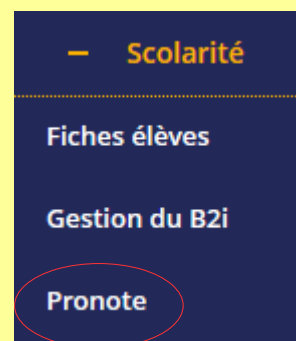 – Scolarité
Fiches élèves
Gestion du B2i
Pronote